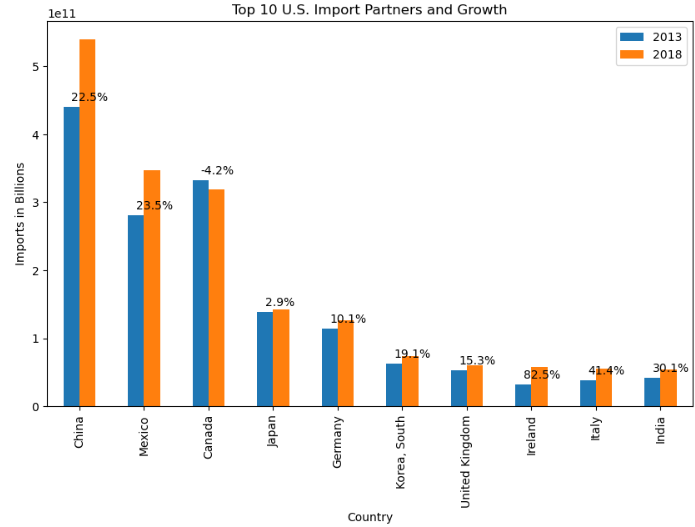 Top 10 U.S. Import Partners and Growth
1e11
2013
2018
5
4
3
2
1
0
Imports in Billions
22.5%
23.5%
-4.2%
2.9%
10.1%
19.1%
15.3%
82.5%
41.4%
30.1%
China
Mexico
Canada
Japan
Germany
Korea, South
United Kingdom
Ireland
Italy
India
Country